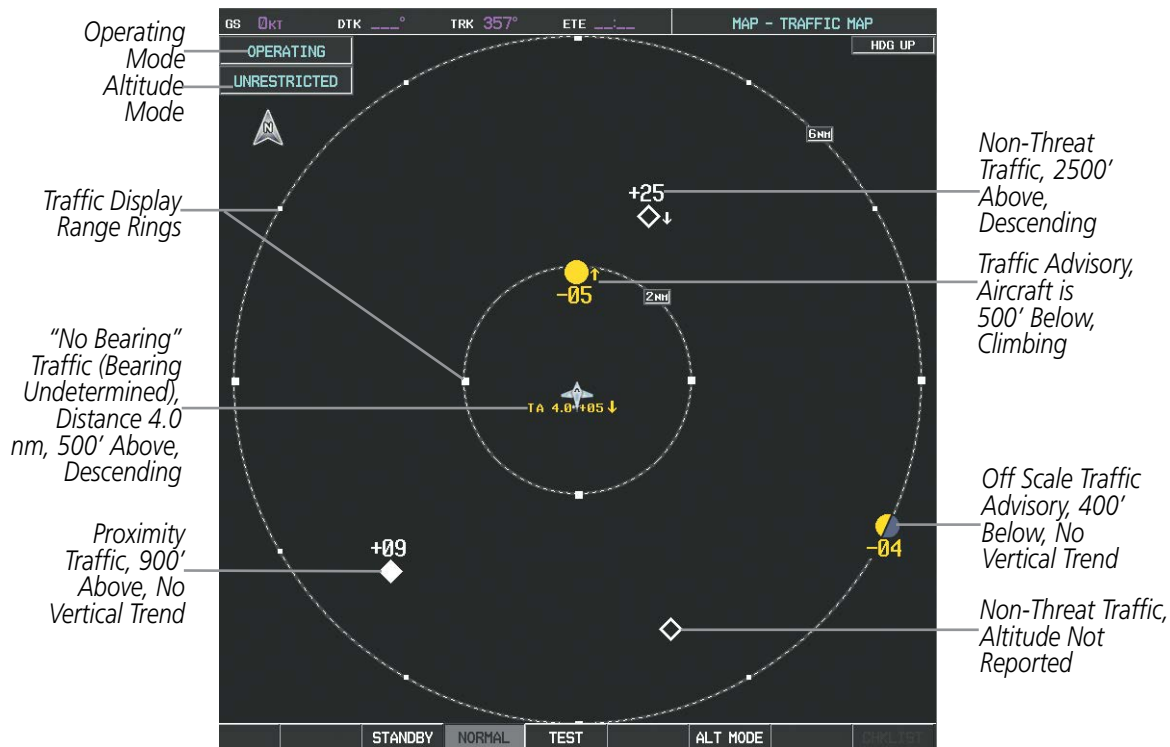 GS 0KT DTK ___° TRK 357° ETE __:__ MAP – TRAFFIC MAP
OPERATING
UNRESTRICTED
HDG UP
N
6NM
+25
-05
2NM
TA 4.0 +05
+09
-04
STANDBY NORMAL TEST ALT MODE CHKLIST
Operating
Mode
Altitude
Mode
Traffic Display
Range Rings
“No Bearing”
Traffic (Bearing
Undetermined),
Distance 4.0
nm, 500’ Above,
Descending
Proximity
Traffic, 900’
Above, No
Vertical Trend
Non-Threat
Traffic, 2500’
Above,
Descending
Traffic Advisory,
Aircraft is
500’ Below,
Climbing
Off Scale Traffic
Advisory, 400’
Below, No
Vertical Trend
Non-Threat Traffic,
Altitude Not
Reported